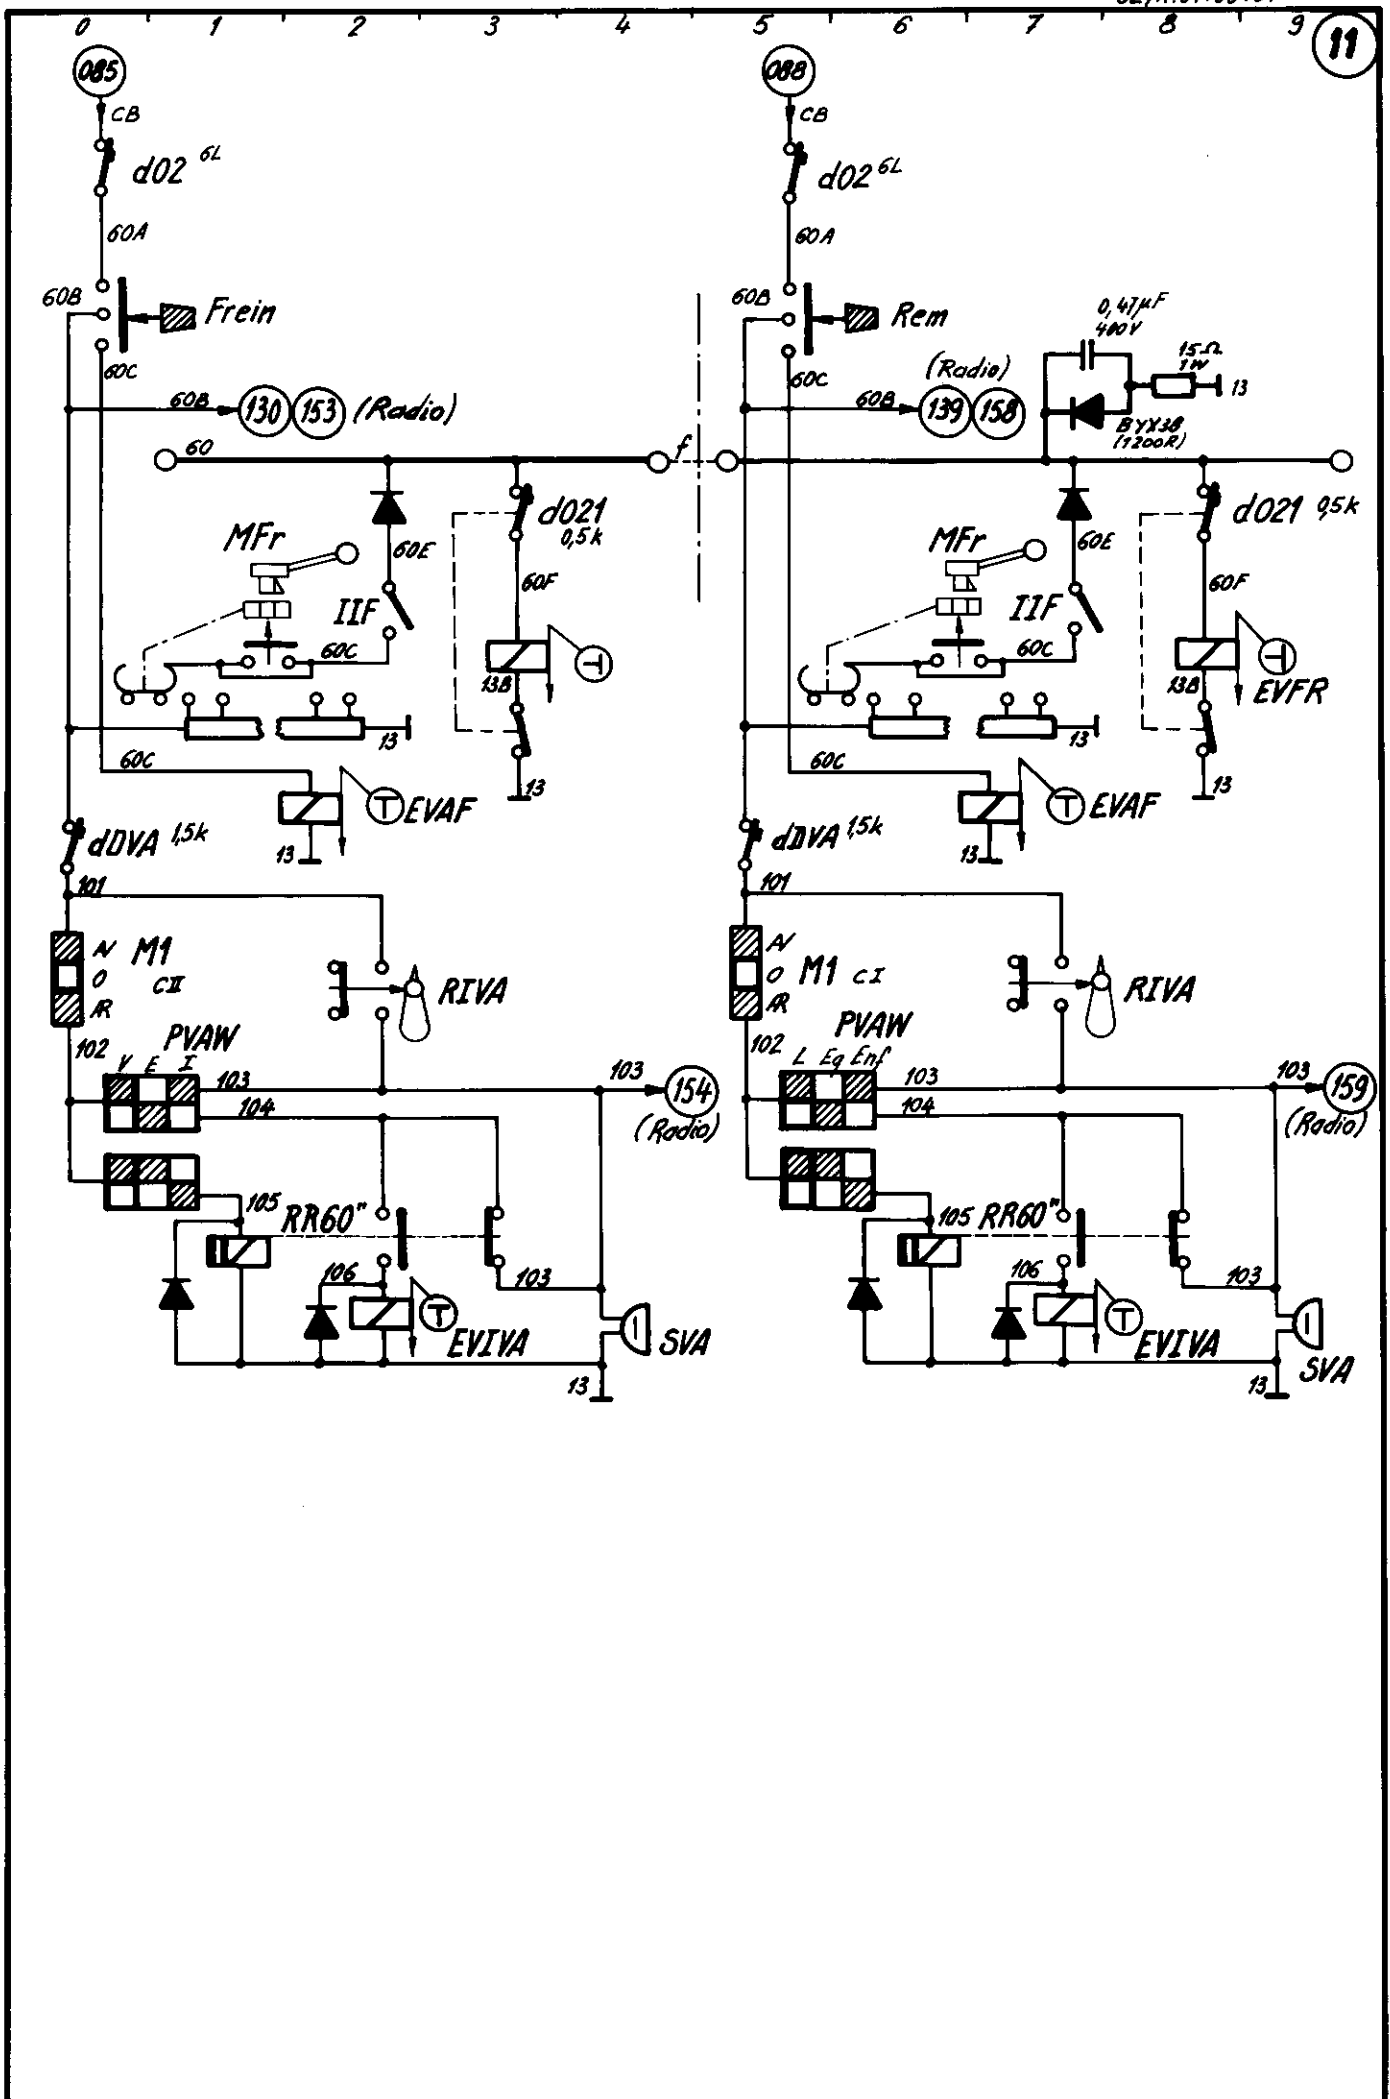 0 1 2 3 4 5 6 7 8 9
11
085
088
CB
CB
d02 6L
d02 6L
60A
60A
60B
Frein
60B
Rem
0,47µF
400V
15Ω
1W
13
60C
60C
(Radio)
60B
130 153 (Radio)
60B
139 158
BYX38
(1200R)
60
f
MFr
60E
d021
0,5k
MFr
60E
d021 0,5k
IIF
60F
IIF
60F
60C
13B
60C
13B
EVFR
13
13
60C
EVAF
13
60C
EVAF
13
dDVA 1,5k
13
dDVA 1,5k
13
101
101
AV
O
AR
M1
CII
RIVA
AV
O
AR
M1 CI
RIVA
102
PVAW
V E I
103
103
154
(Radio)
104
102
PVAW
L Eq Enf
103
103
159
(Radio)
104
105
RR60"
105
RR60"
106
103
106
103
EVIVA
SVA
EVIVA
SVA
13
13